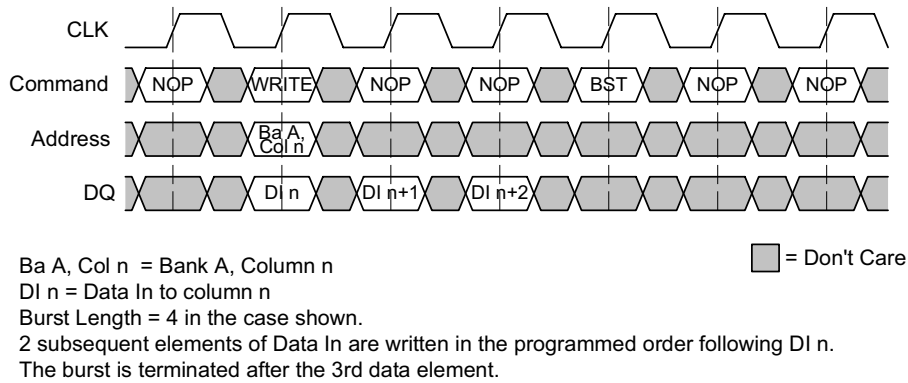 CLK
Command NOP WRITE NOP NOP BST NOP NOP
Address Ba A, Col n
DQ DI n DI n+1 DI n+2
= Don't Care
Ba A, Col n = Bank A, Column n
DI n = Data In to column n
Burst Length = 4 in the case shown.
2 subsequent elements of Data In are written in the programmed order following DI n.
The burst is terminated after the 3rd data element.